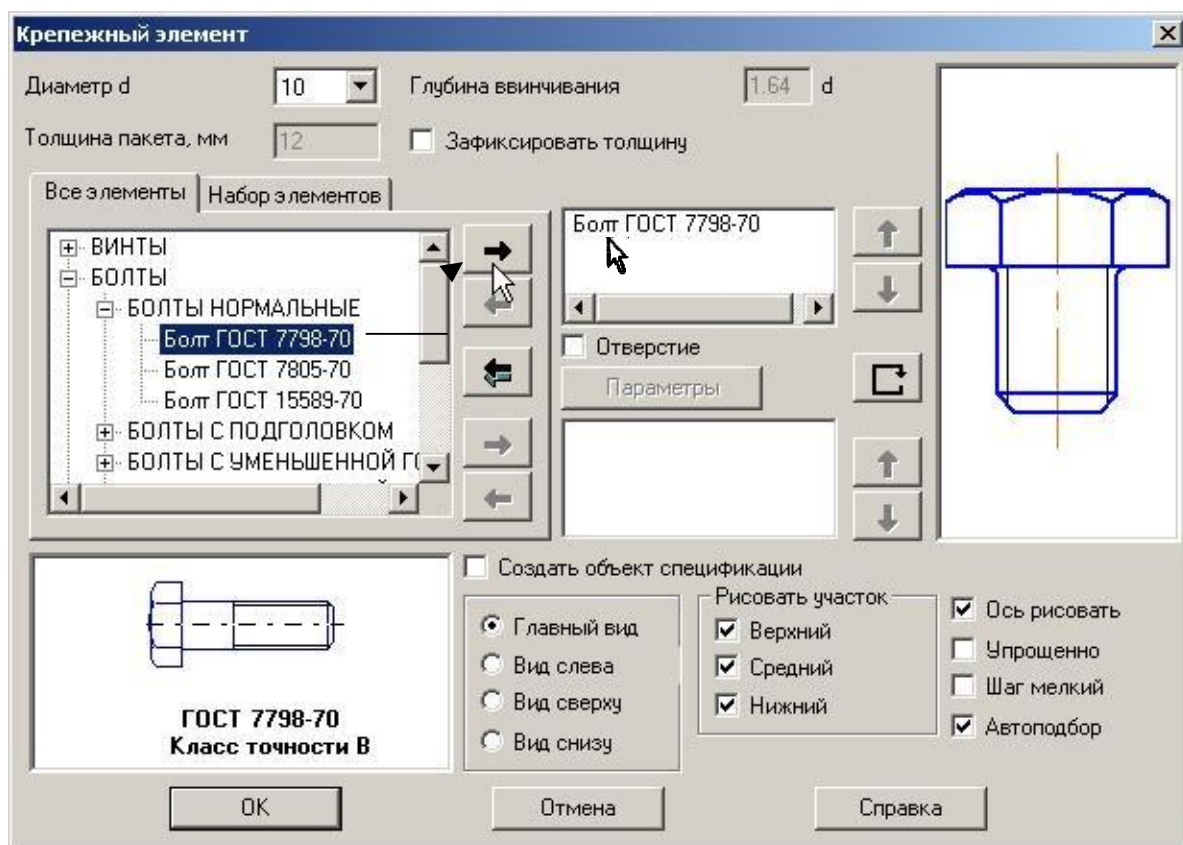 Крепежный элемент
Диаметр d 10 Глубина ввинчивания 1.64 d
Толщина пакета, мм 12 Зафиксировать толщину
Все элементы Набор элементов
ВИНТЫ
БОЛТЫ
БОЛТЫ НОРМАЛЬНЫЕ
Болт ГОСТ 7798-70
Болт ГОСТ 7805-70
Болт ГОСТ 15589-70
БОЛТЫ С ПОДГОЛОВКОМ
БОЛТЫ С УМЕНЬШЕННОЙ
Болт ГОСТ 7798-70
Отверстие
Параметры
ГОСТ 7798-70
Класс точности В
Создать объект спецификации
Главный вид
Вид слева
Вид сверху
Вид снизу
Рисовать участок
Верхний
Средний
Нижний
Ось рисовать
Упрощенно
Шаг мелкий
Автоподбор
OK Отмена Справка